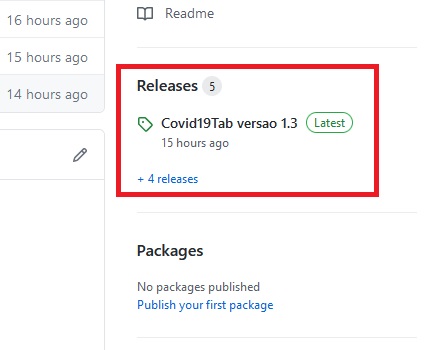 16 hours ago
15 hours ago
14 hours ago
Readme
Releases 5
Covid19Tab versao 1.3 Latest
15 hours ago
+ 4 releases
Packages
No packages published
Publish your first package